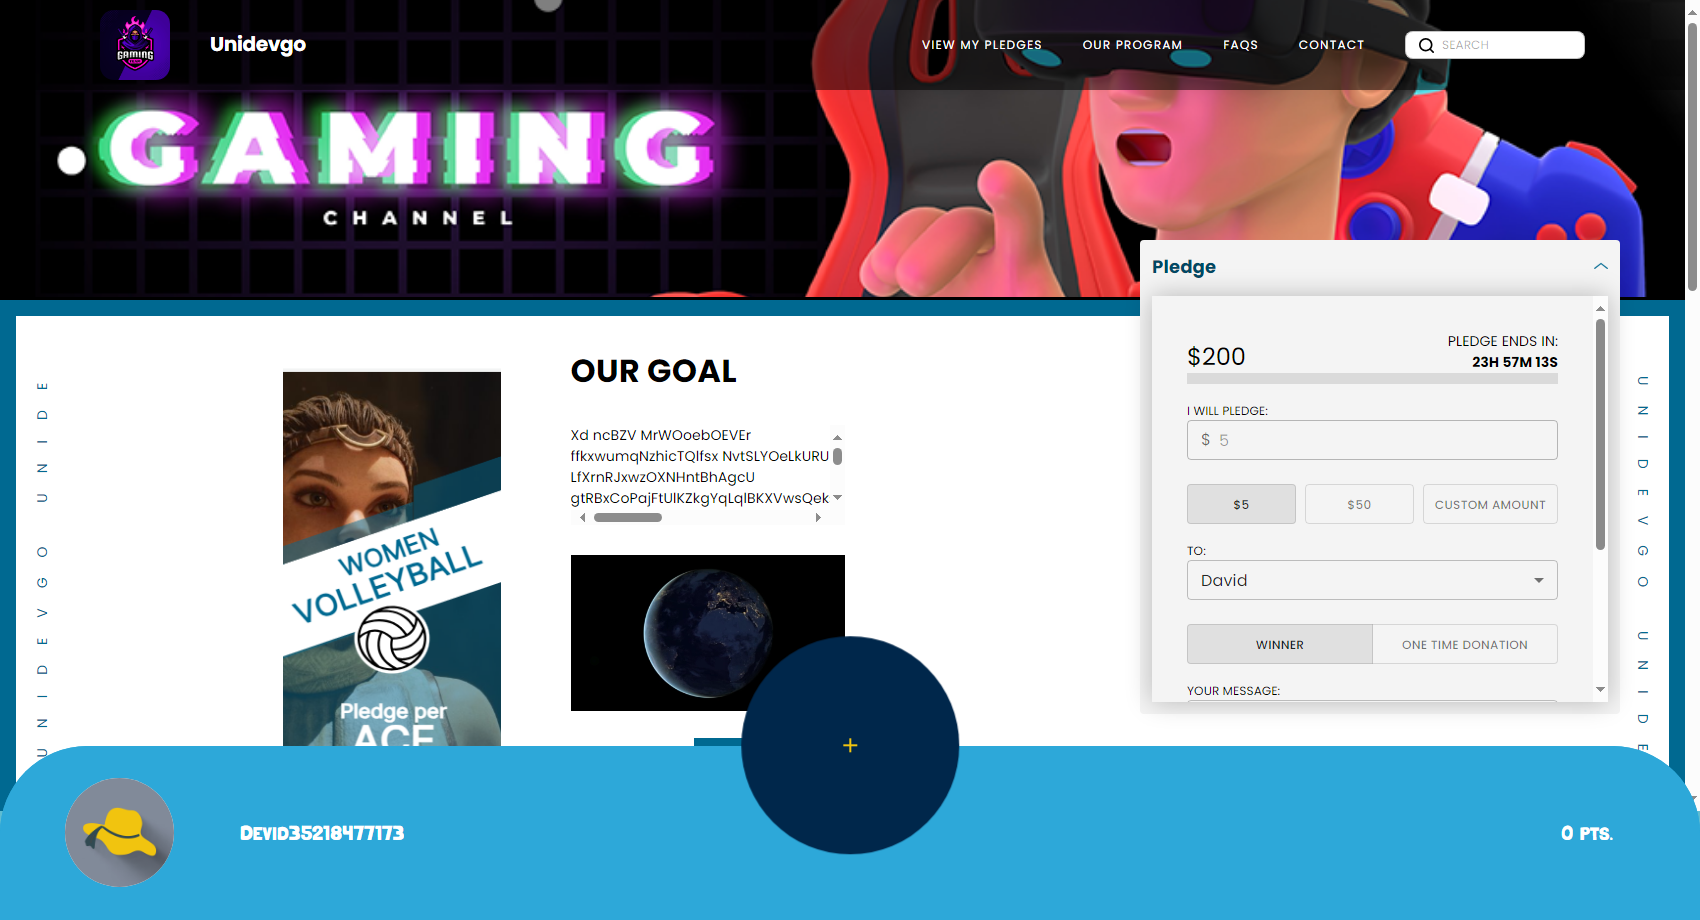 GAMING
Unidevgo
VIEW MY PLEDGES
OUR PROGRAM
FAQS
CONTACT
SEARCH
GAMING
CHANNEL
Pledge
$200
PLEDGE ENDS IN:
23H 57M 13S
I WILL PLEDGE:
$ 5
$5
$50
CUSTOM AMOUNT
TO:
David
WINNER
ONE TIME DONATION
YOUR MESSAGE:
OUR GOAL
Xd ncBZV MrWOoebOEVEr
ffkxwumqNzhicTQlfsx NvtSLYOeLkURU
LfXrnRJxwzOXNHntBhAgcU
gtRBxCoPajFtUlKZkgYqLqlBKXVwsQek
WOMEN
VOLLEYBALL
Pledge per
ACE
UNIDEVGO UNIDE
UNIDEVGO UNIDE
+
Devid35218477173
0 PTS.